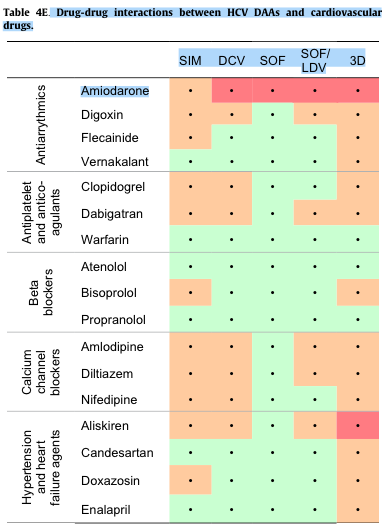 Table 4E. Drug-drug interactions between HCV DAAs and cardiovascular
drugs.
SIM DCV SOF SOF/ LDV 3D
Antiarrythmics
Amiodarone • • • • •
Digoxin • • • • •
Flecainide • • • • •
Vernakalant • • • • •
Antiplatelet
and antico-
agulants
Clopidogrel • • • • •
Dabigatran • • • • •
Warfarin • • • • •
Beta
blockers
Atenolol • • • • •
Bisoprolol • • • • •
Propranolol • • • • •
Calcium
channel
blockers
Amlodipine • • • • •
Diltiazem • • • • •
Nifedipine • • • • •
Hypertension
and heart
failure agents
Aliskiren • • • • •
Candesartan • • • • •
Doxazosin • • • • •
Enalapril • • • • •